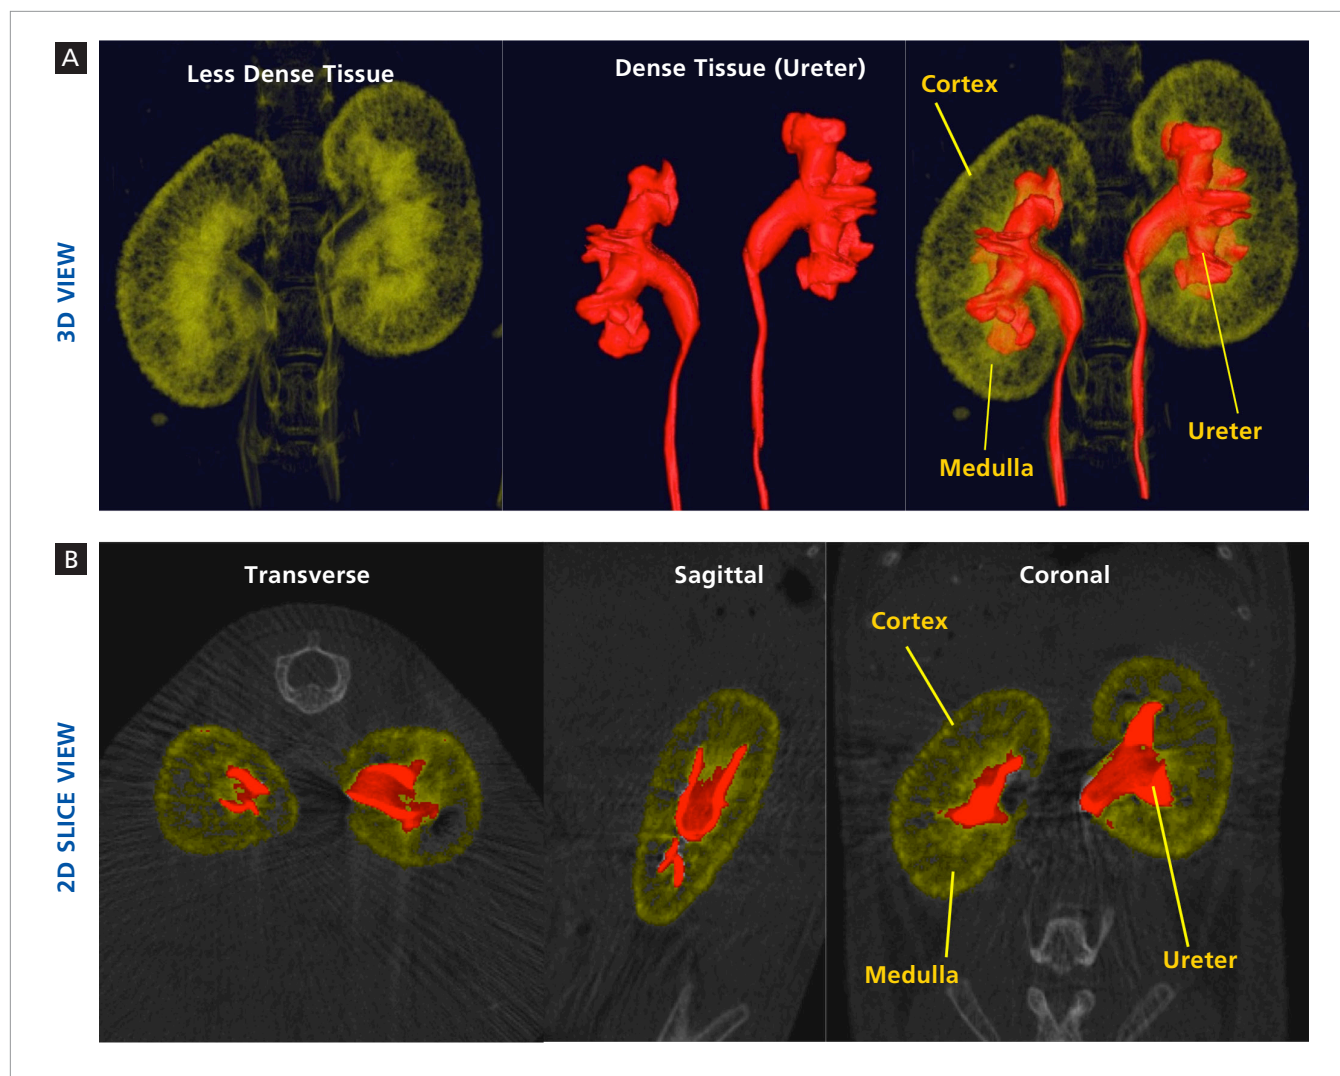 A
3D VIEW
Less Dense Tissue
Dense Tissue (Ureter)
Cortex
Ureter
Medulla
B
2D SLICE VIEW
Transverse
Sagittal
Coronal
Cortex
Medulla
Ureter